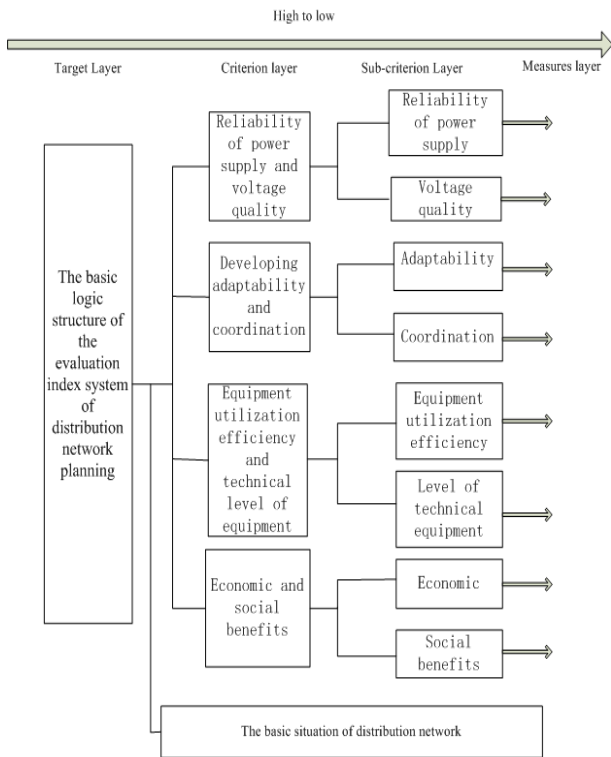 High to low
Target Layer
Criterion layer
Sub-criterion Layer
Measures layer
The basic
logic
structure of
the
evaluation
index system
of
distribution
network
planning
Reliability
of power
supply and
voltage
quality
Reliability
of power
supply
Voltage
quality
Developing
adaptability
and
coordination
Adaptability
Coordination
Equipment
utilization
efficiency
and
technical
level of
equipment
Equipment
utilization
efficiency
Level of
technical
equipment
Economic and
social
benefits
Economic
Social
benefits
The basic situation of distribution network